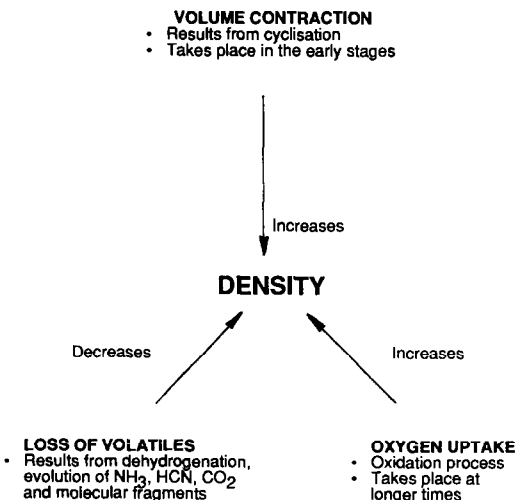 VOLUME CONTRACTION
• Results from cyclisation
• Takes place in the early stages
Increases
DENSITY
Decreases
Increases
LOSS OF VOLATILES
• Results from dehydrogenation,
evolution of NH3, HCN, CO2
and molecular fragments
OXYGEN UPTAKE
• Oxidation process
• Takes place at
longer times